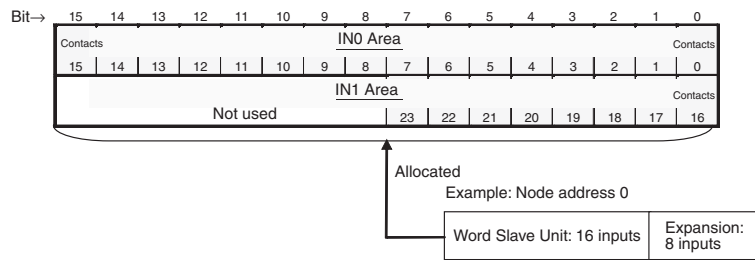 Bit→ 15 14 13 12 11 10 9 8 7 6 5 4 3 2 1 0
Contacts IN0 Area Contacts
15 14 13 12 11 10 9 8 7 6 5 4 3 2 1 0
IN1 Area Contacts
Not used 23 22 21 20 19 18 17 16
Allocated
Example: Node address 0
Word Slave Unit: 16 inputs
Expansion:
8 inputs